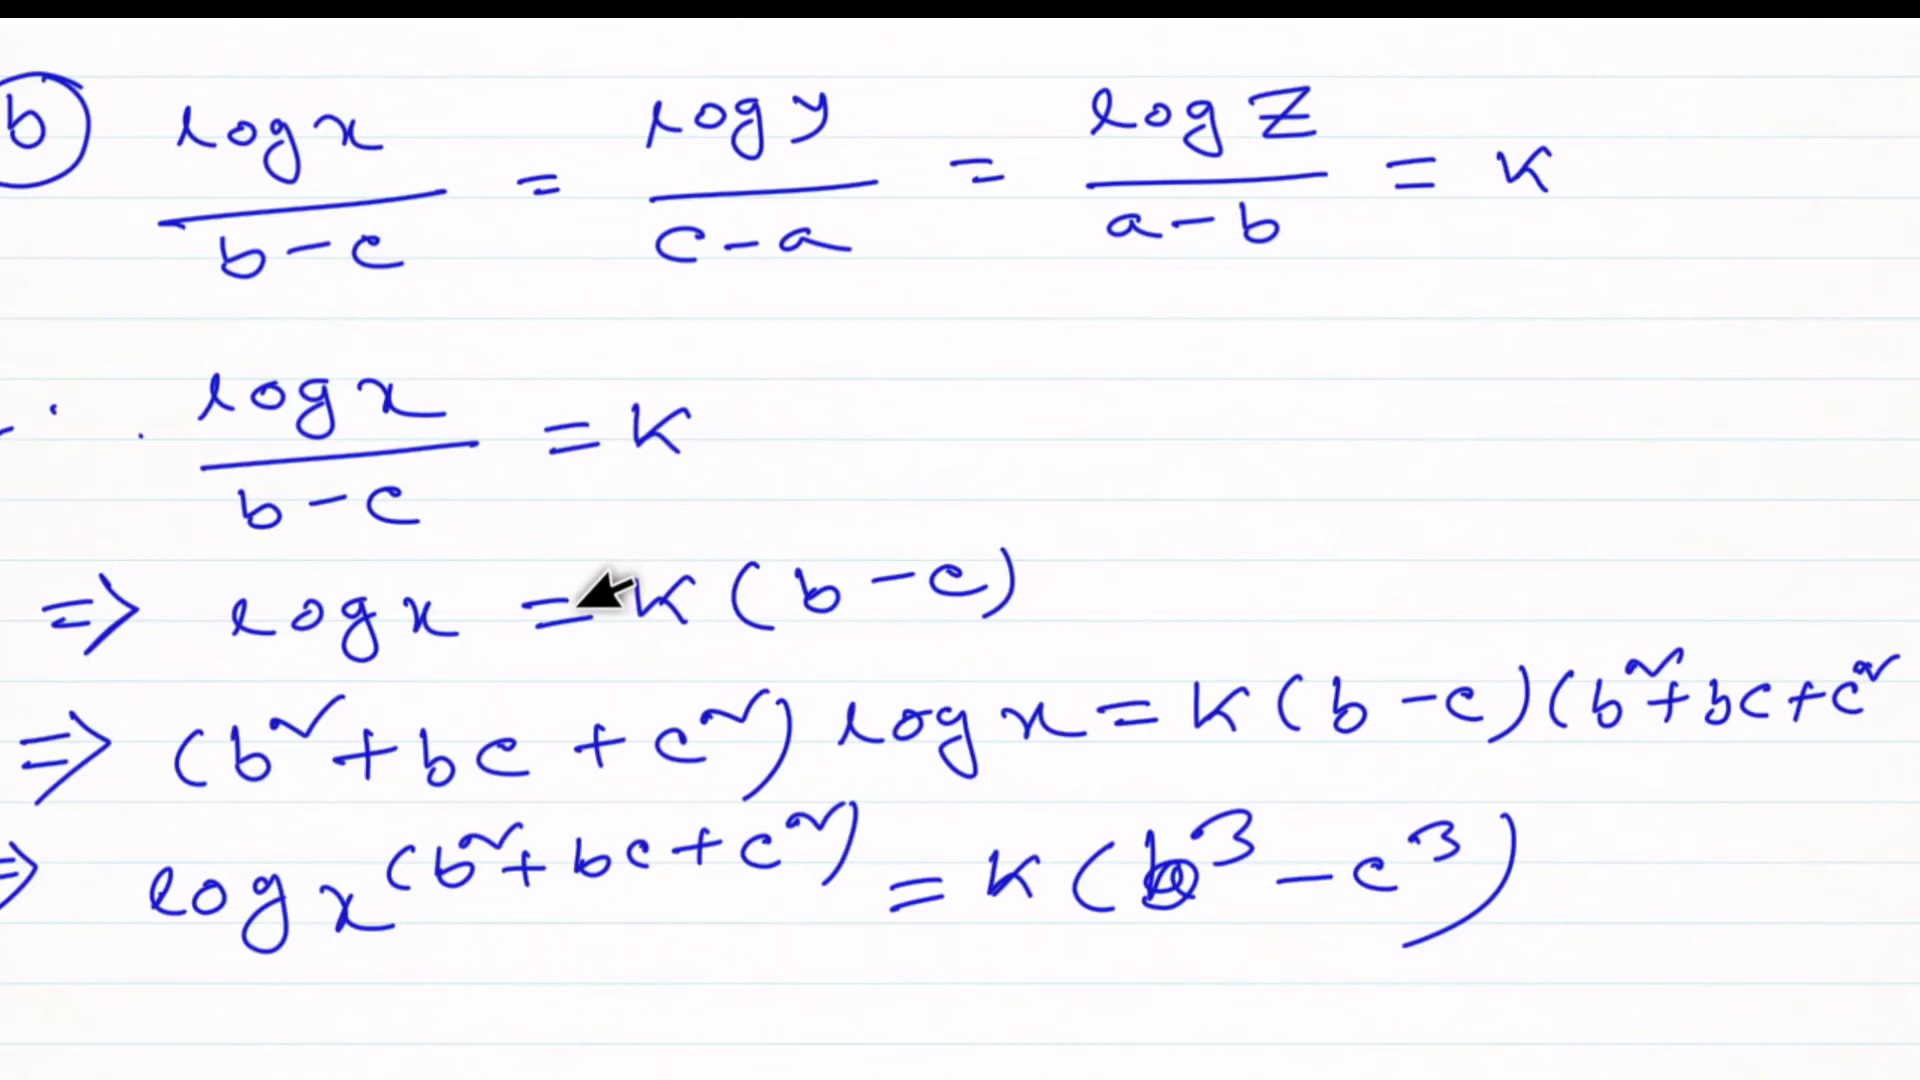 b) log x / b - c = log y / c - a = log Z / a - b = K
∴ log x / b - c = K
⇒ log x = K (b - c)
⇒ (b² + bc + c²) log x = K (b - c) (b² + bc + c²
⇒ log x^(b² + bc + c²) = K (b³ - c³)